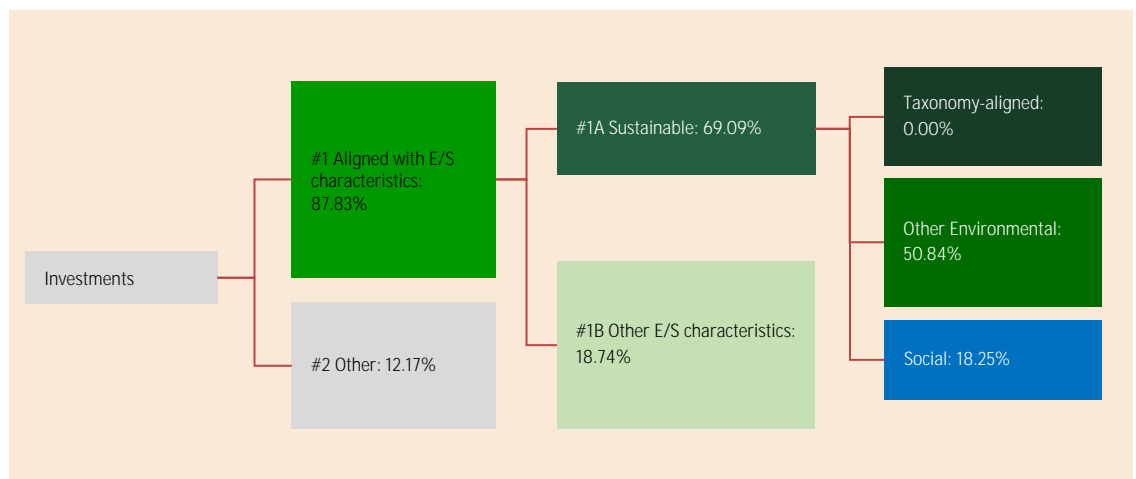 Investments
#1 Aligned with E/S
characteristics:
87.83%
#2 Other: 12.17%
#1A Sustainable: 69.09%
#1B Other E/S characteristics:
18.74%
Taxonomy-aligned:
0.00%
Other Environmental:
50.84%
Social: 18.25%